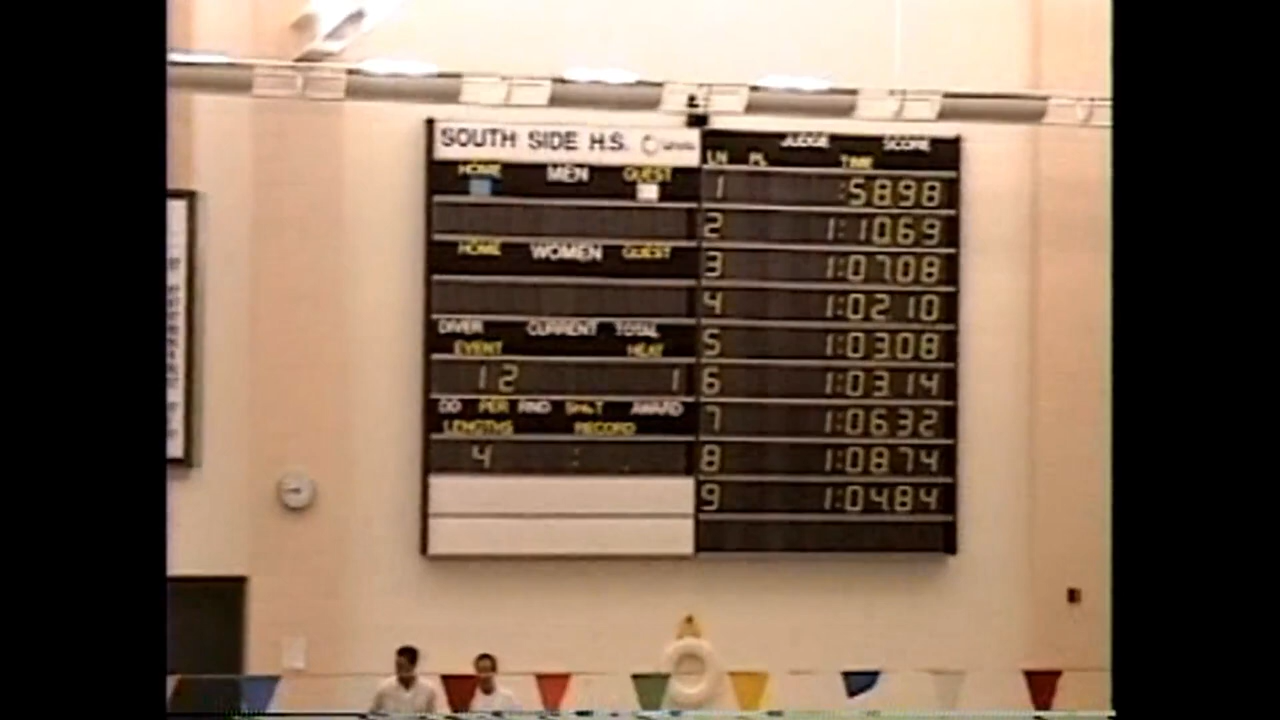 SOUTH SIDE H.S.
HOME MEN GUEST
HOME WOMEN GUEST
DIVER CURRENT TOTAL
EVENT HEAT
12 1
DD PER RND SHOT AWARD
LENGTHS RECORD
4 : .
JUDGE SCORE
LN PL TIME
1 :58.98
2 1:10.69
3 1:07.08
4 1:02.10
5 1:03.08
6 1:03.14
7 1:06.32
8 1:08.74
9 1:04.84